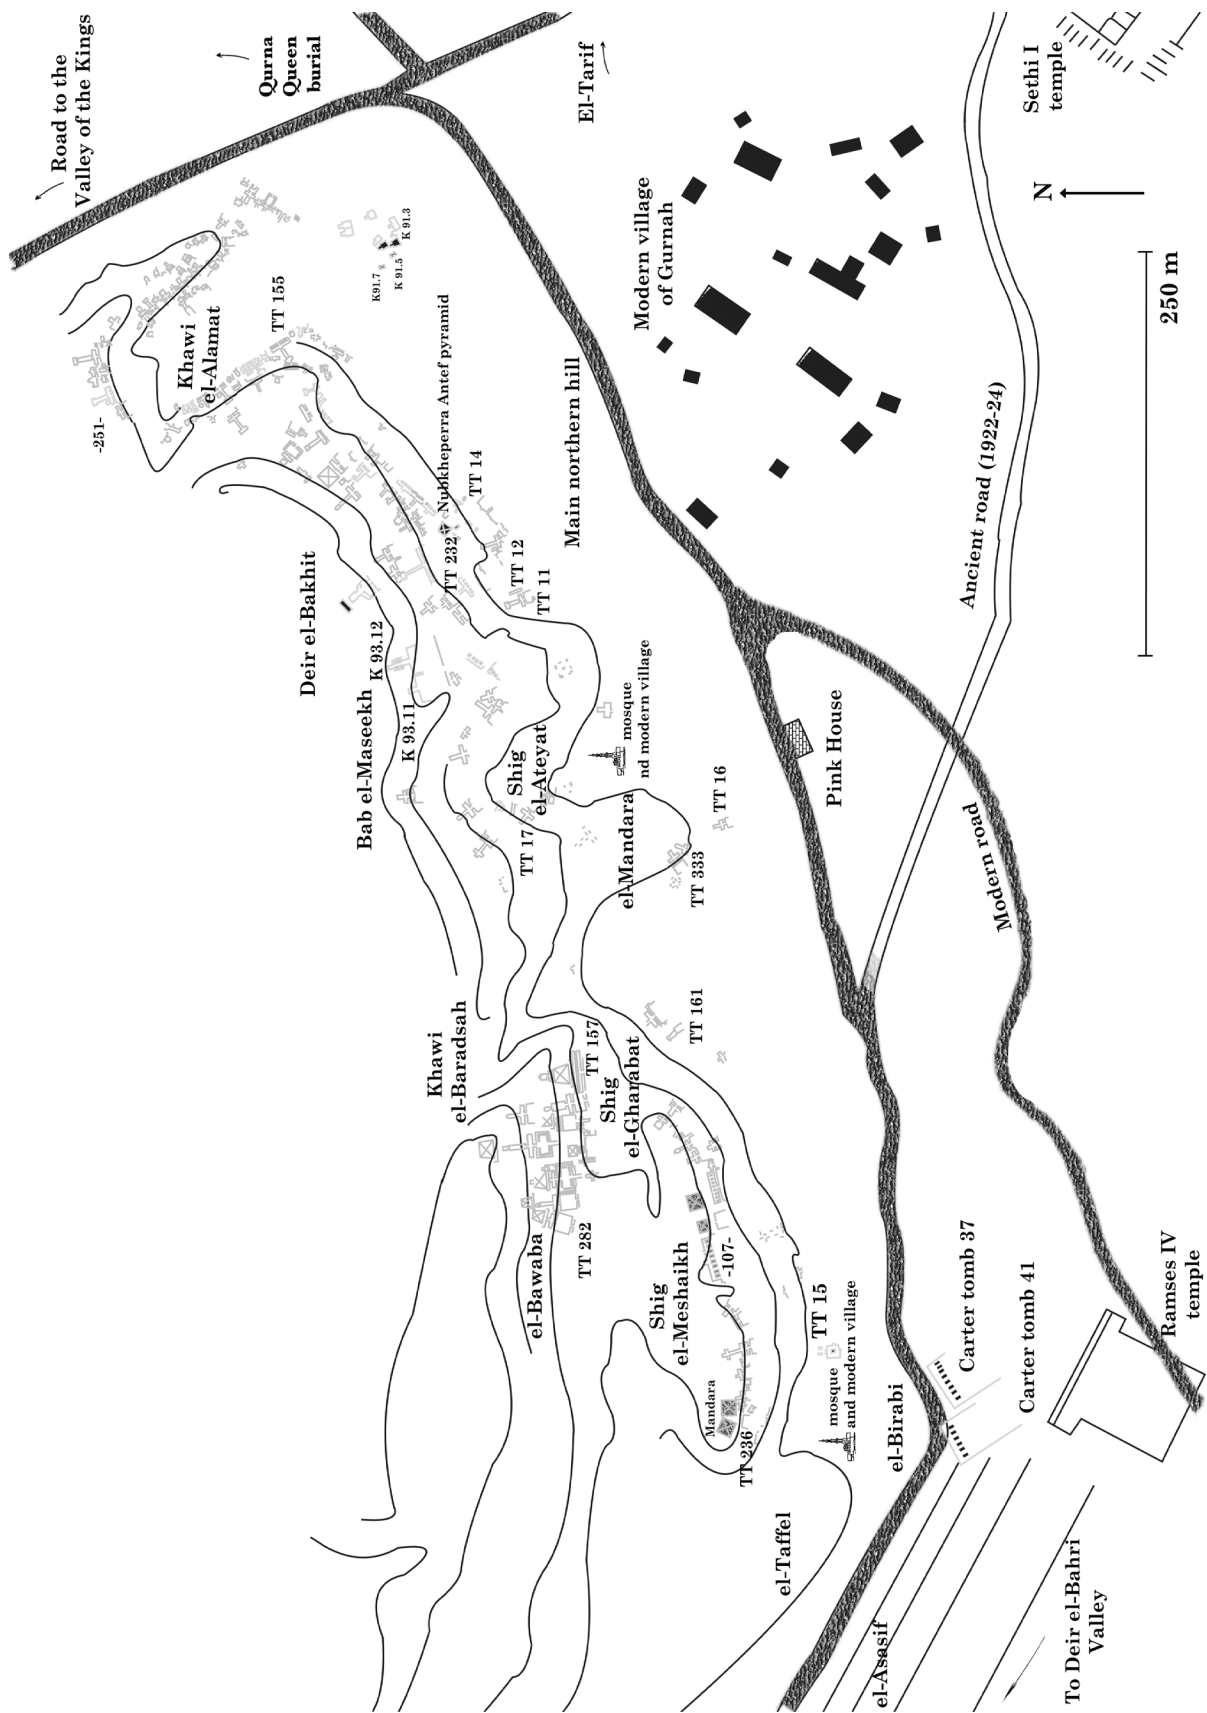 Road to the
Valley of the Kings
Qurna
Queen
burial
El-Tarif
Sethi I
temple
N
250 m
Modern village
of Gurnah
K 91.3
K 91.5
K91.7
TT 155
Khawi
el-Alamat
-251-
Nubkheperra Antef pyramid
TT 14
TT 232
TT 12
TT 11
Main northern hill
Ancient road (1922-24)
Deir el-Bakhit
K 93.12
Bab el-Maseekh
K 93.11
Shig
el-Ateyat
mosque
nd modern village
TT 17
el-Mandara
TT 16
TT 333
Pink House
Modern road
Khawi
el-Baradsah
TT 157
Shig
el-Gharabat
TT 161
el-Bawaba
TT 282
Shig
el-Meshaikh
-107-
Mandara
TT 236
TT 15
mosque
and modern village
el-Birabi
Carter tomb 37
Carter tomb 41
Ramses IV
temple
el-Taffel
el-Asasif
To Deir el-Bahri
Valley